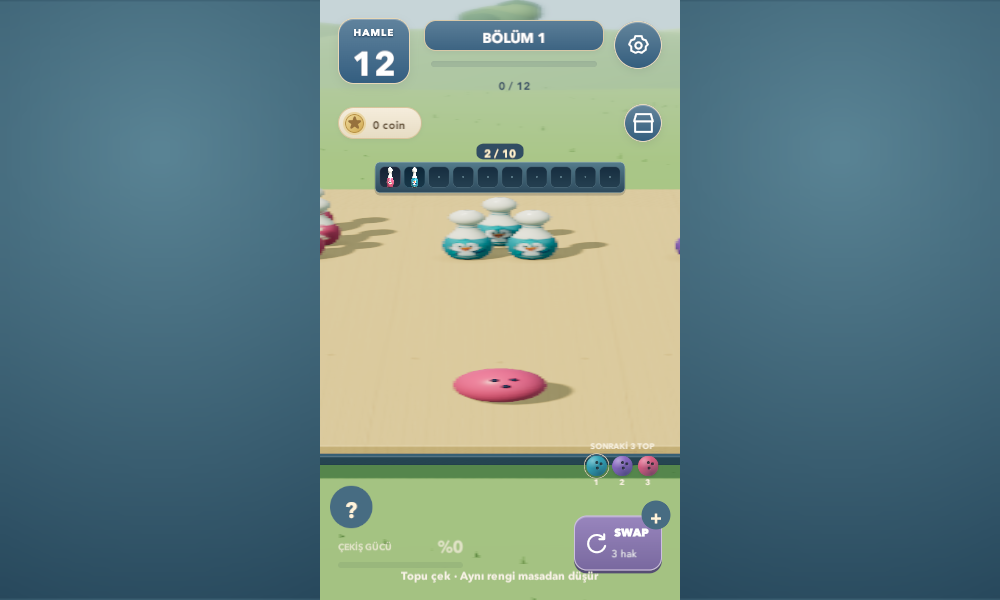 HAMLE
12
BÖLÜM 1
0 / 12
0 coin
2 / 10
SONRAKİ 3 TOP
1 2 3
?
+
SWAP
3 hak
ÇEKİŞ GÜCÜ %0
Topu çek · Aynı rengi masadan düşür